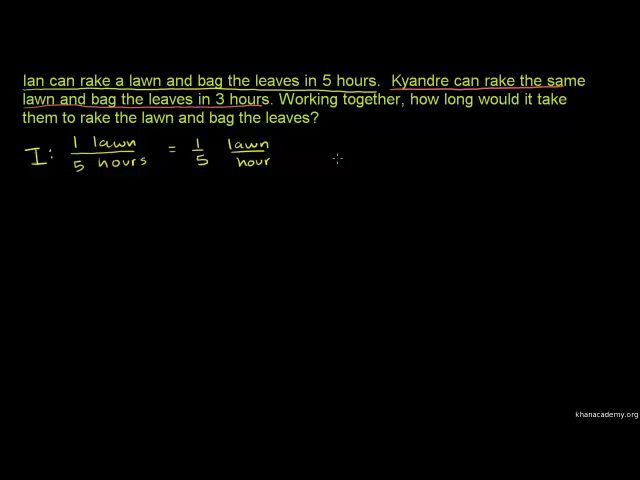 Ian can rake a lawn and bag the leaves in 5 hours. Kyandre can rake the same
lawn and bag the leaves in 3 hours. Working together, how long would it take
them to rake the lawn and bag the leaves?
I: 1 lawn / 5 hours = 1/5 lawn/hour
khanacademy.org